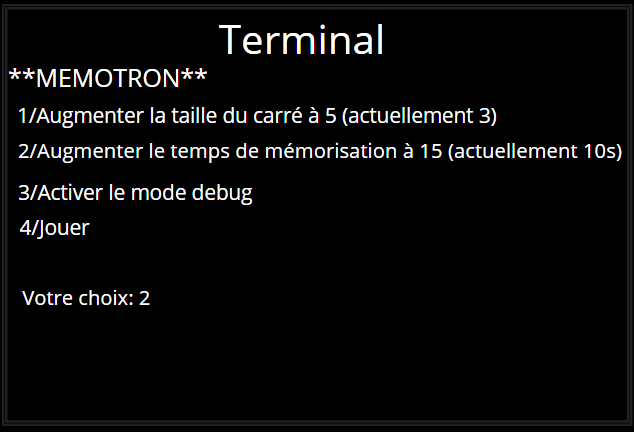 Terminal
**MEMOTRON**
1/Augmenter la taille du carré à 5 (actuellement 3)
2/Augmenter le temps de mémorisation à 15 (actuellement 10s)
3/Activer le mode debug
4/Jouer
Votre choix: 2